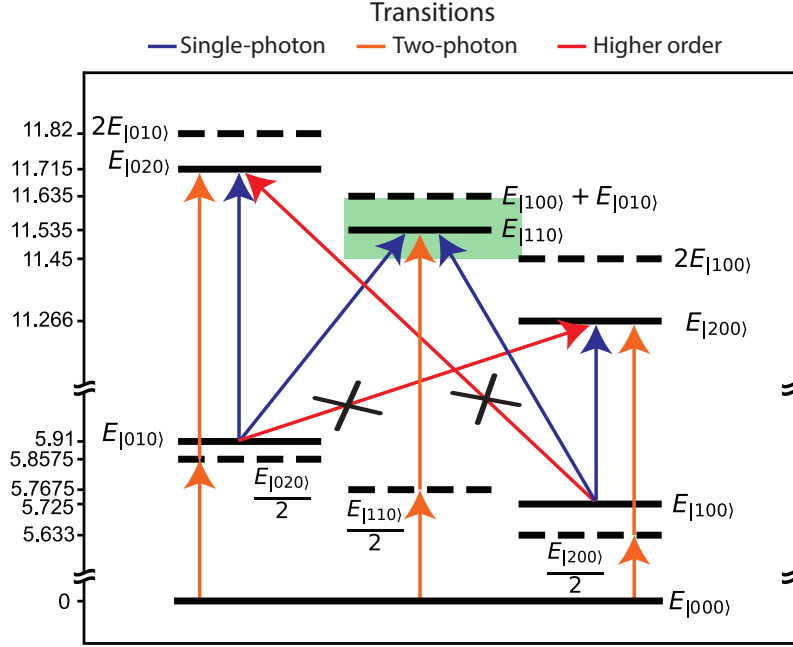 Transitions
Single-photon
Two-photon
Higher order
11.82
11.715
11.635
11.535
11.45
11.266
5.91
5.8575
5.7675
5.725
5.633
0
2E|010⟩
E|020⟩
E|100⟩ + E|010⟩
E|110⟩
2E|100⟩
E|200⟩
E|010⟩
E|020⟩
2
E|110⟩
2
E|100⟩
E|200⟩
2
E|000⟩